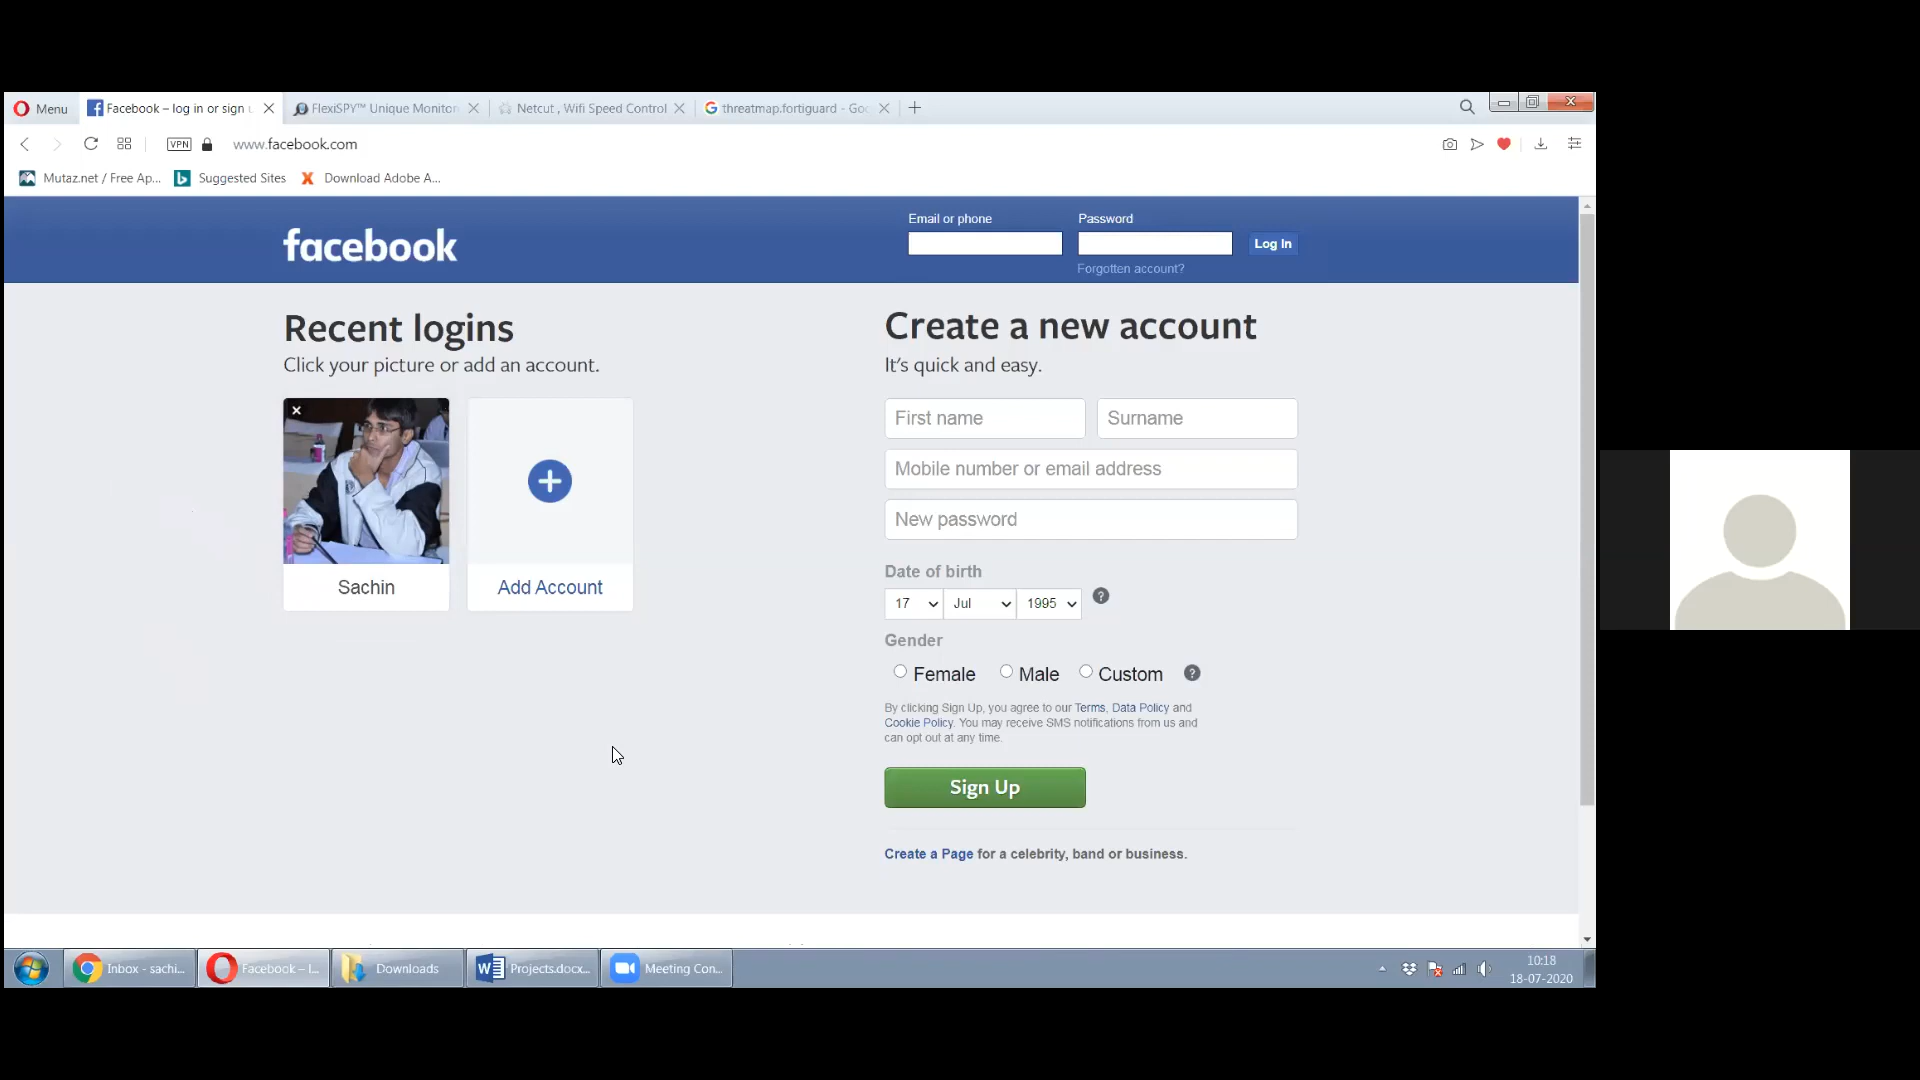 Menu
Facebook – log in or sign u
FlexiSPY™ Unique Monitor
Netcut , Wifi Speed Control
threatmap.fortiguard - Goo
VPN
www.facebook.com
Mutaz.net / Free Ap...
Suggested Sites
Download Adobe A...
facebook
Email or phone
Password
Log In
Forgotten account?
Recent logins
Click your picture or add an account.
Sachin
Add Account
Create a new account
It's quick and easy.
First name
Surname
Mobile number or email address
New password
Date of birth
17
Jul
1995
?
Gender
Female
Male
Custom
?
By clicking Sign Up, you agree to our Terms, Data Policy and
Cookie Policy. You may receive SMS notifications from us and
can opt out at any time.
Sign Up
Create a Page for a celebrity, band or business.
Inbox - sachi...
Facebook – l...
Downloads
Projects.docx...
Meeting Con...
10:18
18-07-2020